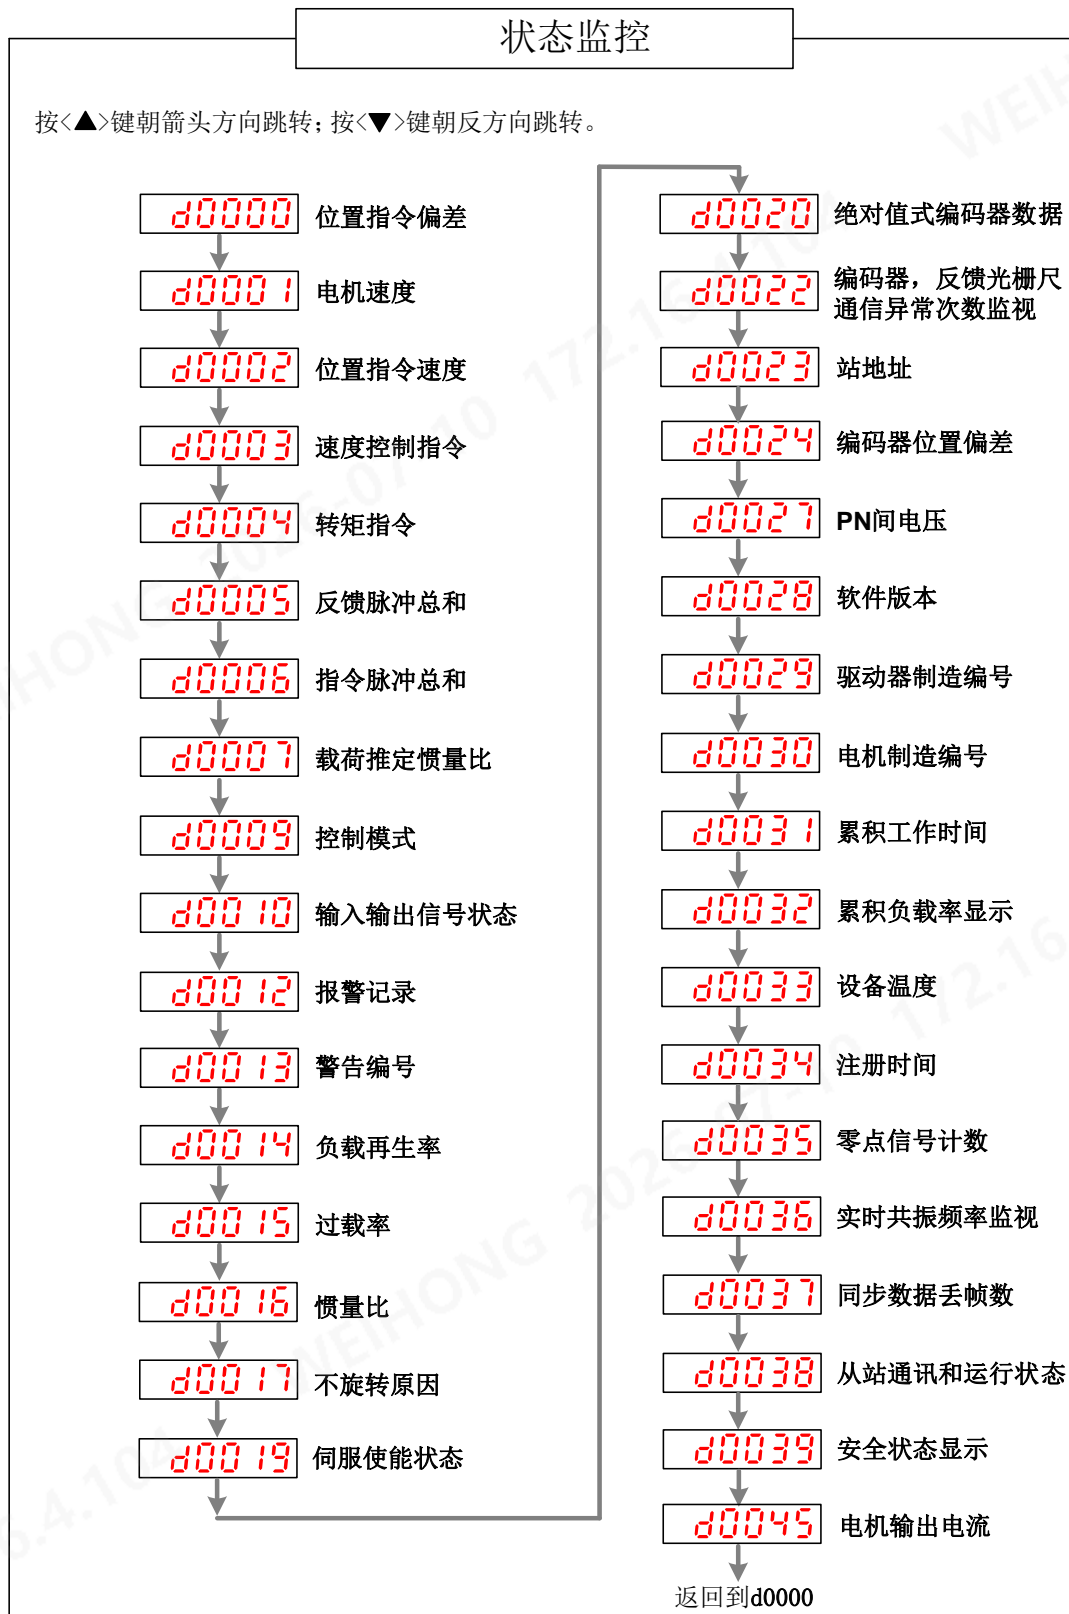 状态监控
按<▲>键朝箭头方向跳转；按<▼>键朝反方向跳转。
d0000 位置指令偏差
d0001 电机速度
d0002 位置指令速度
d0003 速度控制指令
d0004 转矩指令
d0005 反馈脉冲总和
d0006 指令脉冲总和
d0007 载荷推定惯量比
d0009 控制模式
d0010 输入输出信号状态
d0012 报警记录
d0013 警告编号
d0014 负载再生率
d0015 过载率
d0016 惯量比
d0017 不旋转原因
d0019 伺服使能状态
d0020 绝对值式编码器数据
d0022 编码器，反馈光栅尺
通信异常次数监视
d0023 站地址
d0024 编码器位置偏差
d0027 PN间电压
d0028 软件版本
d0029 驱动器制造编号
d0030 电机制造编号
d0031 累积工作时间
d0032 累积负载率显示
d0033 设备温度
d0034 注册时间
d0035 零点信号计数
d0036 实时共振频率监视
d0037 同步数据丢帧数
d0038 从站通讯和运行状态
d0039 安全状态显示
d0045 电机输出电流
返回到d0000